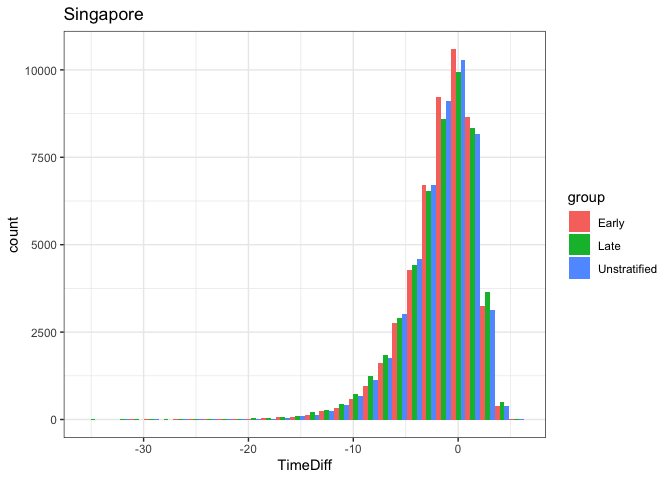 Singapore
10000
7500
5000
2500
0
count
-30
-20
-10
0
TimeDiff
group
Early
Late
Unstratified